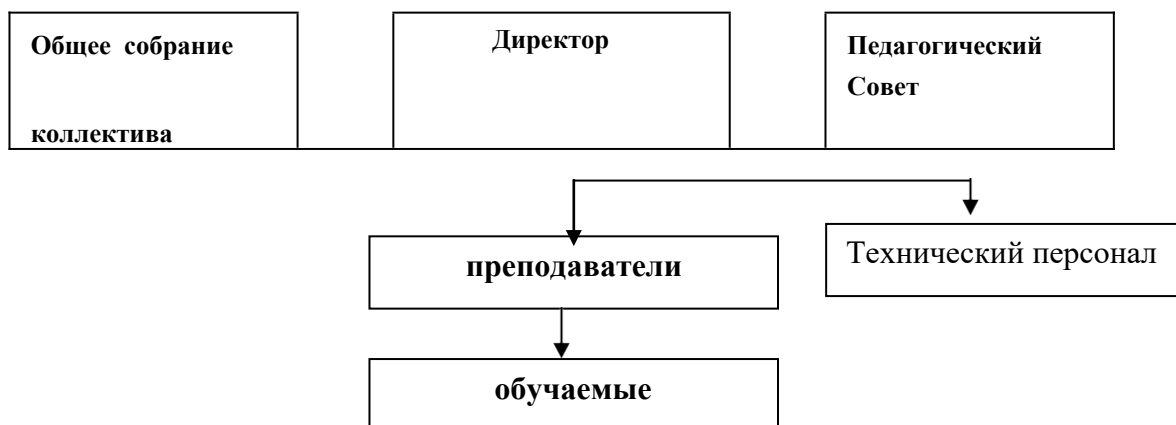 Общее собрание
коллектива
Директор
Педагогический
Совет
преподаватели
Технический персонал
обучаемые